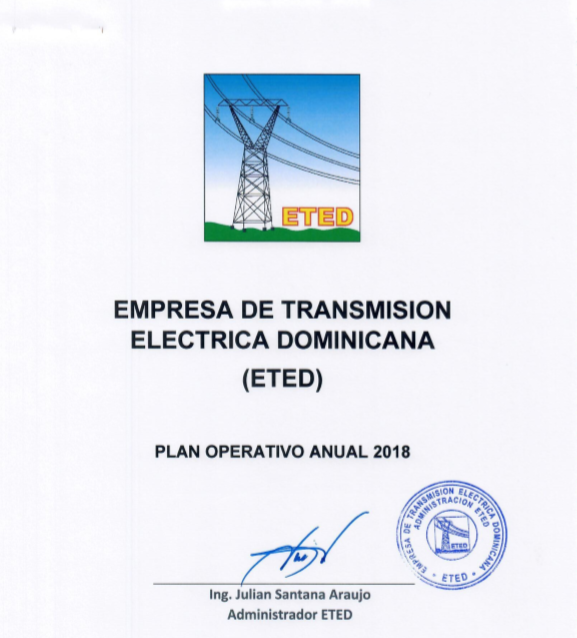 ETED
EMPRESA DE TRANSMISION
ELECTRICA DOMINICANA
(ETED)
PLAN OPERATIVO ANUAL 2018
EMPRESA DE TRANSMISION ELECTRICA DOMINICANA
ADMINISTRACION ETED
ETED
- ETED -
Ing. Julian Santana Araujo
Administrador ETED